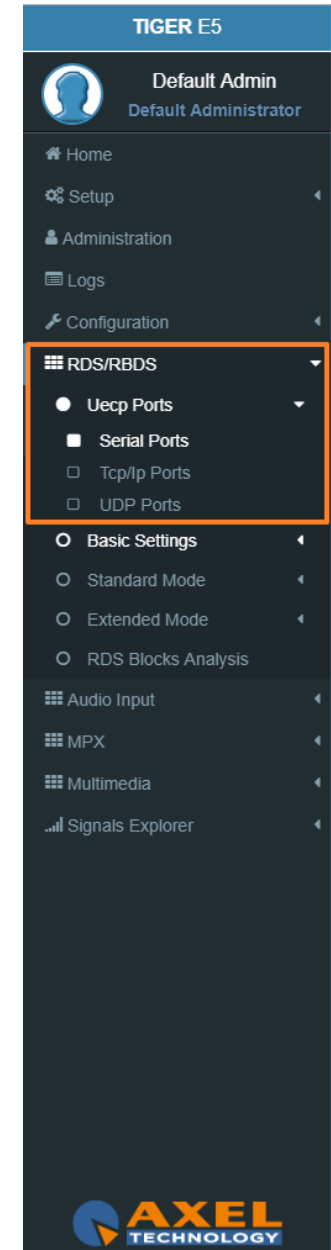 TIGER E5
Default Admin
Default Administrator
Home
Setup
Administration
Logs
Configuration
RDS/RBDS
Uecp Ports
Serial Ports
Tcp/Ip Ports
UDP Ports
Basic Settings
Standard Mode
Extended Mode
RDS Blocks Analysis
Audio Input
MPX
Multimedia
Signals Explorer
AXEL
TECHNOLOGY